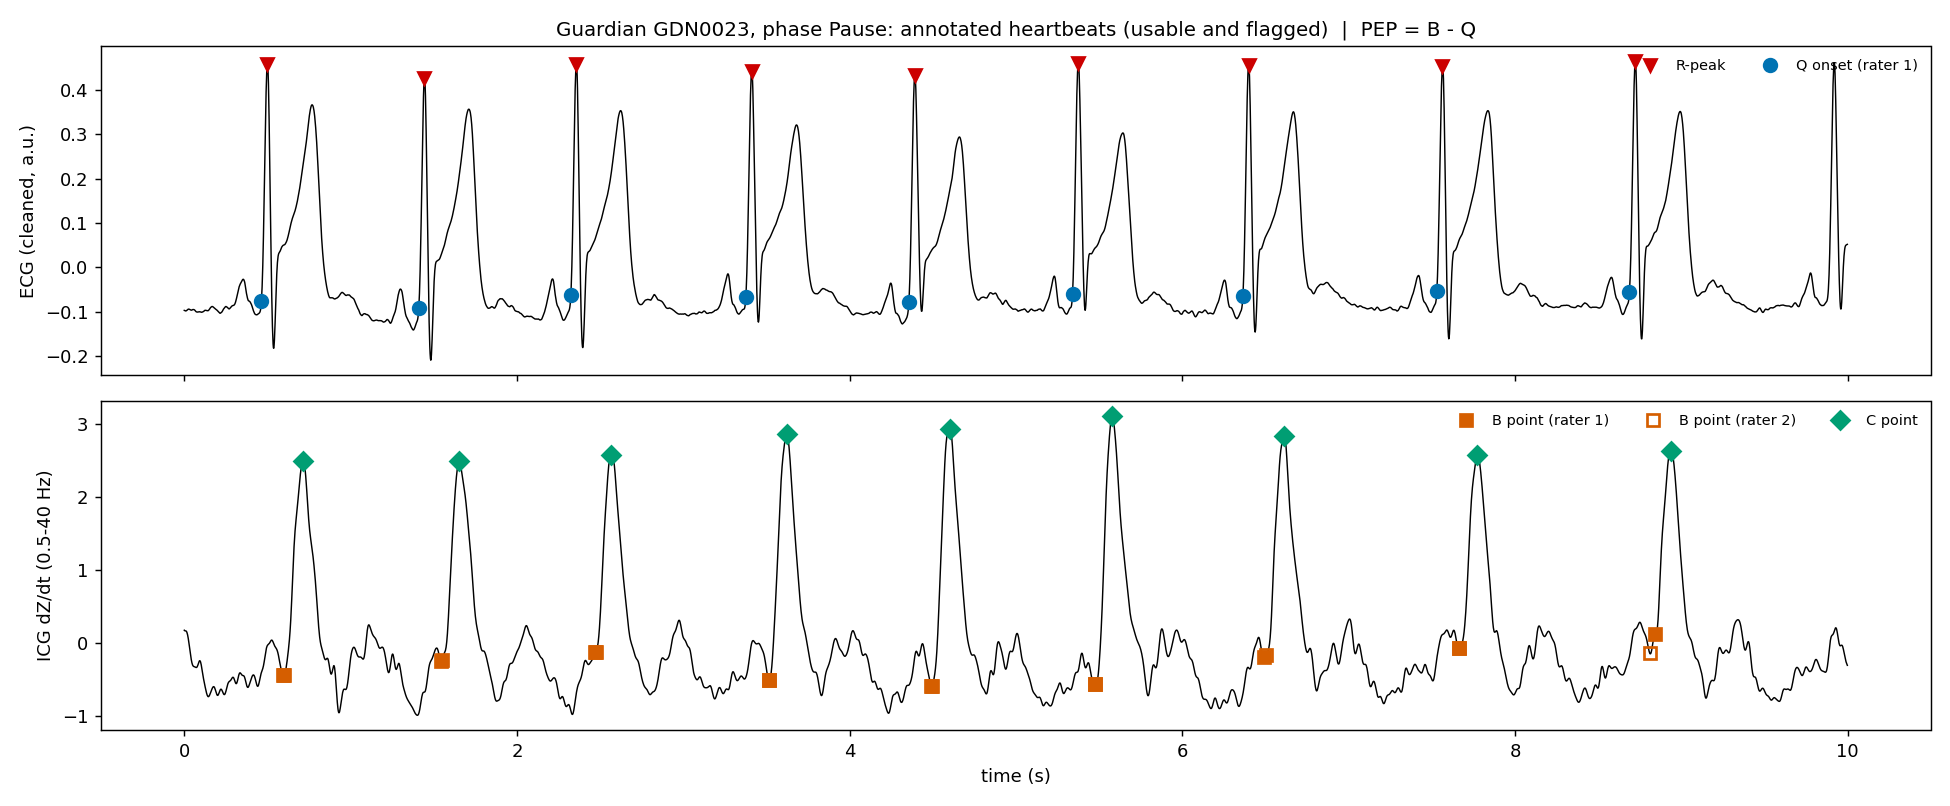 Guardian GDN0023, phase Pause: annotated heartbeats (usable and flagged) | PEP = B - Q
R-peak
Q onset (rater 1)
ECG (cleaned, a.u.)
0.4
0.3
0.2
0.1
0.0
−0.1
−0.2
B point (rater 1)
B point (rater 2)
C point
ICG dZ/dt (0.5-40 Hz)
3
2
1
0
−1
0
2
4
6
8
10
time (s)